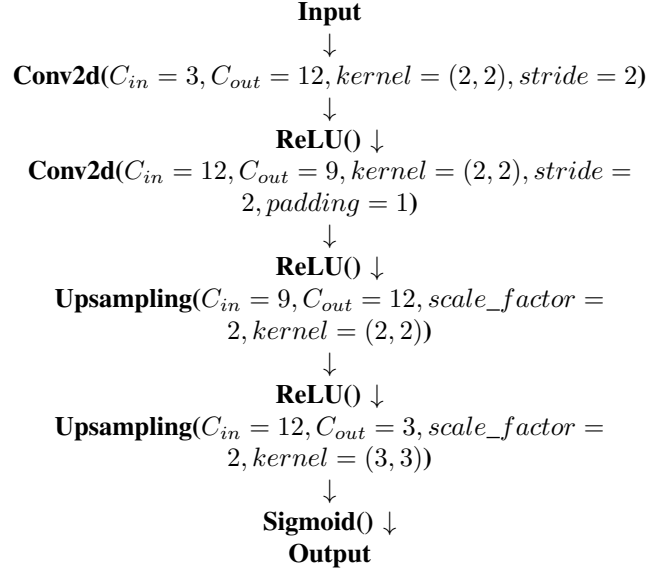 Input
↓
Conv2d(C_in = 3, C_out = 12, kernel = (2, 2), stride = 2)
↓
ReLU() ↓
Conv2d(C_in = 12, C_out = 9, kernel = (2, 2), stride =
2, padding = 1)
↓
ReLU() ↓
Upsampling(C_in = 9, C_out = 12, scale_factor =
2, kernel = (2, 2))
↓
ReLU() ↓
Upsampling(C_in = 12, C_out = 3, scale_factor =
2, kernel = (3, 3))
↓
Sigmoid() ↓
Output